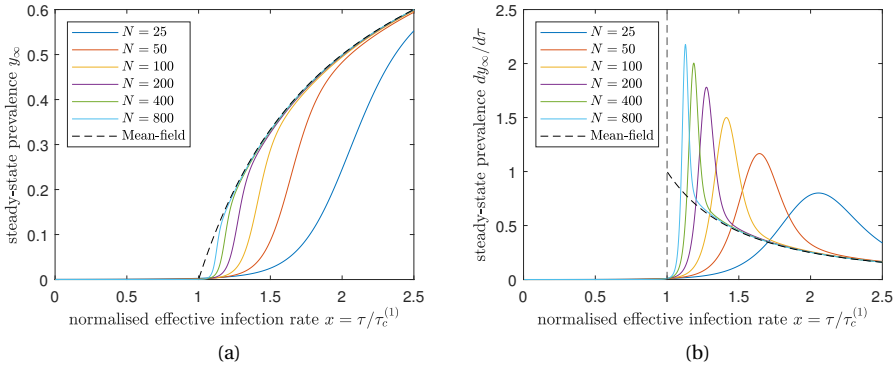 0.6
0.5
0.4
0.3
0.2
0.1
0
0 0.5 1 1.5 2 2.5
steady-state prevalence y∞
normalised effective infection rate x = τ/τc(1)
N = 25
N = 50
N = 100
N = 200
N = 400
N = 800
Mean-field
(a)
2.5
2
1.5
1
0.5
0
0 0.5 1 1.5 2 2.5
steady-state prevalence dy∞/dτ
normalised effective infection rate x = τ/τc(1)
N = 25
N = 50
N = 100
N = 200
N = 400
N = 800
Mean-field
(b)